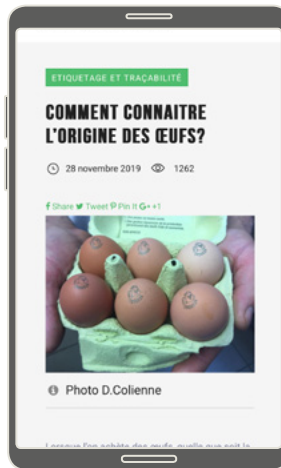 ETIQUETAGE ET TRAÇABILITÉ
COMMENT CONNAITRE
L'ORIGINE DES ŒUFS?
28 novembre 2019 1262
Share Tweet Pin It G+ +1
Photo D.Colienne